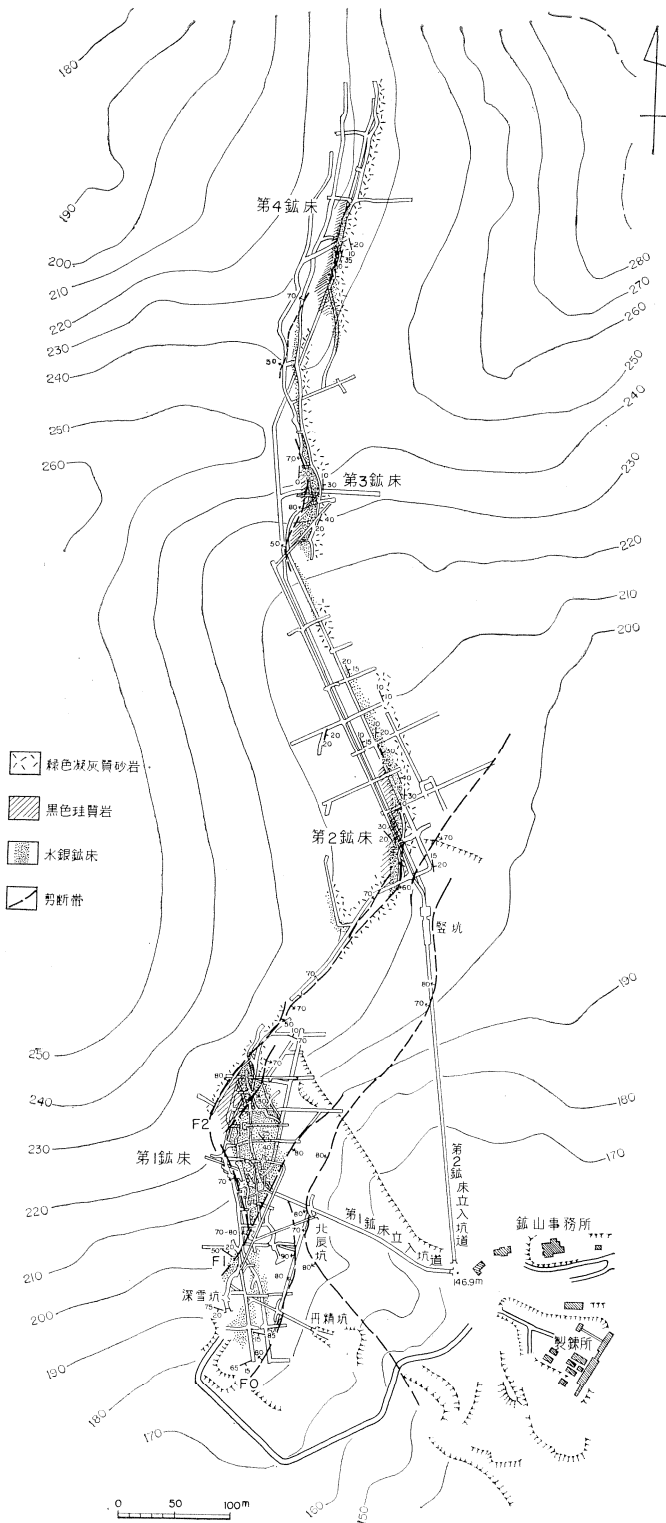 180
190
200
210
220
230
240
250
260
280
270
260
250
240
230
220
210
200
第4鉱床
第3鉱床
緑色凝灰質砂岩
黒色珪質岩
水銀鉱床
剪断帯
第2鉱床
竪坑
190
180
170
250
240
230
220
210
200
190
180
170
160
150
F2
第1鉱床
F1
深雪坑
北辰坑
丹精坑
F0
第1鉱床立入坑道
第2鉱床立入坑道
146.9m
鉱山事務所
製錬所
0 50 100m